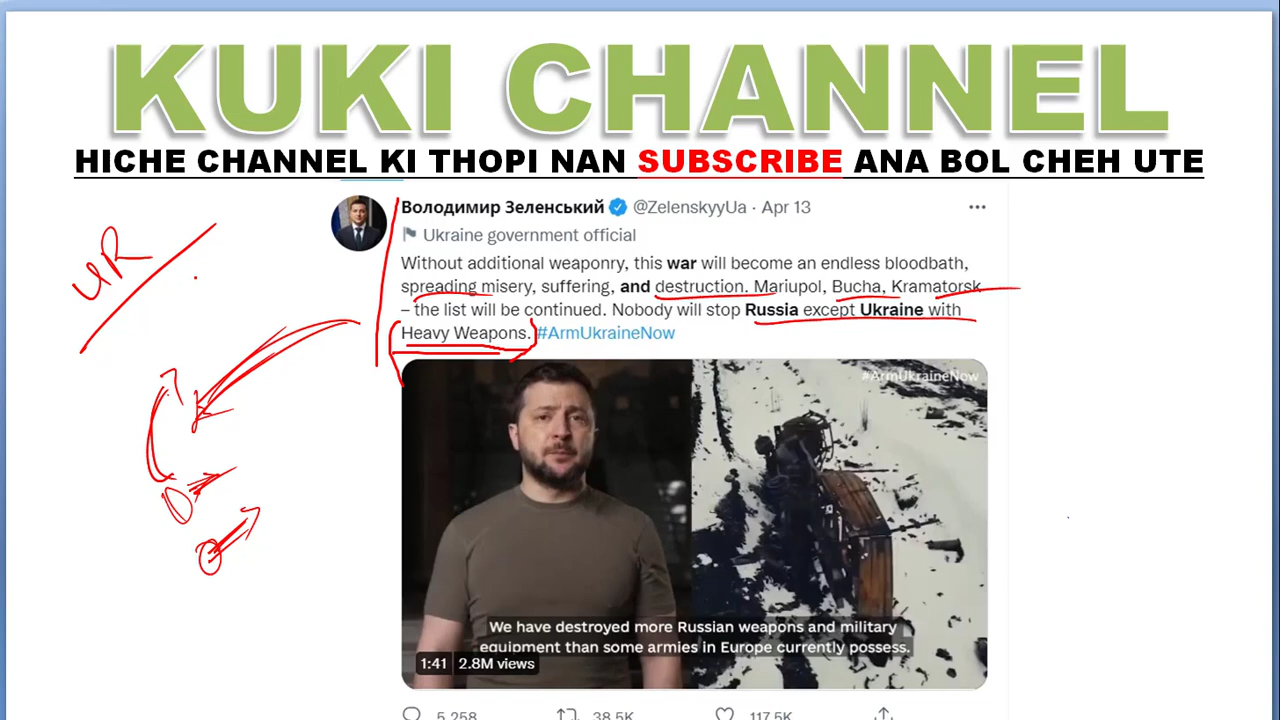 KUKI CHANNEL
HICHE CHANNEL KI THOPI NAN SUBSCRIBE ANA BOL CHEH UTE
Володимир Зеленський @ZelenskyyUa · Apr 13
Ukraine government official
Without additional weaponry, this war will become an endless bloodbath,
spreading misery, suffering, and destruction. Mariupol, Bucha, Kramatorsk
– the list will be continued. Nobody will stop Russia except Ukraine with
Heavy Weapons. #ArmUkraineNow
UR
#ArmUkraineNow
We have destroyed more Russian weapons and military
equipment than some armies in Europe currently possess.
1:41 2.8M views
5,258 38.5K 117.5K